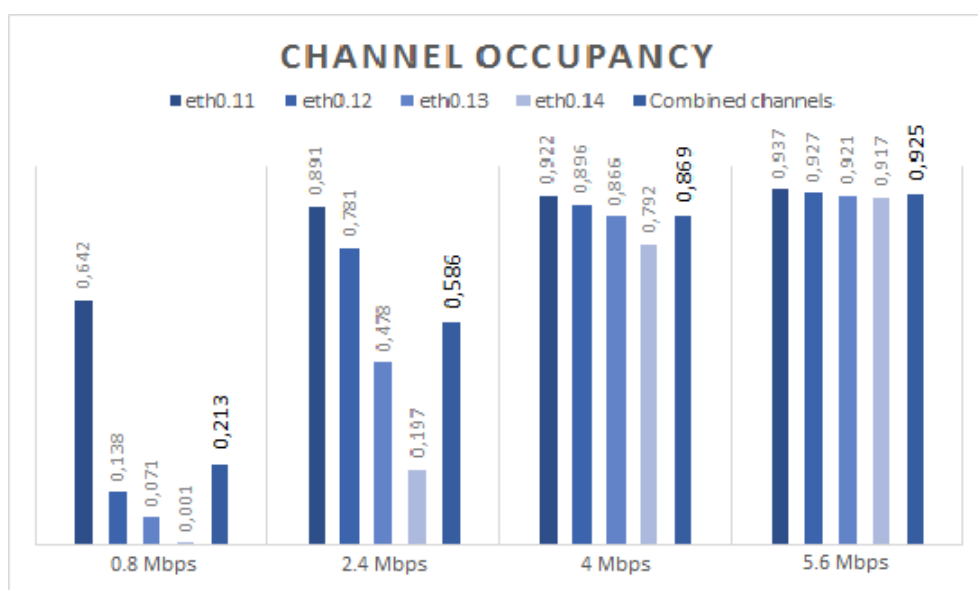 CHANNEL OCCUPANCY
eth0.11 eth0.12 eth0.13 eth0.14 Combined channels
0,642 0,138 0,071 0,001 0,213
0,891 0,781 0,478 0,197 0,586
0,922 0,896 0,866 0,792 0,869
0,937 0,927 0,921 0,917 0,925
0.8 Mbps 2.4 Mbps 4 Mbps 5.6 Mbps